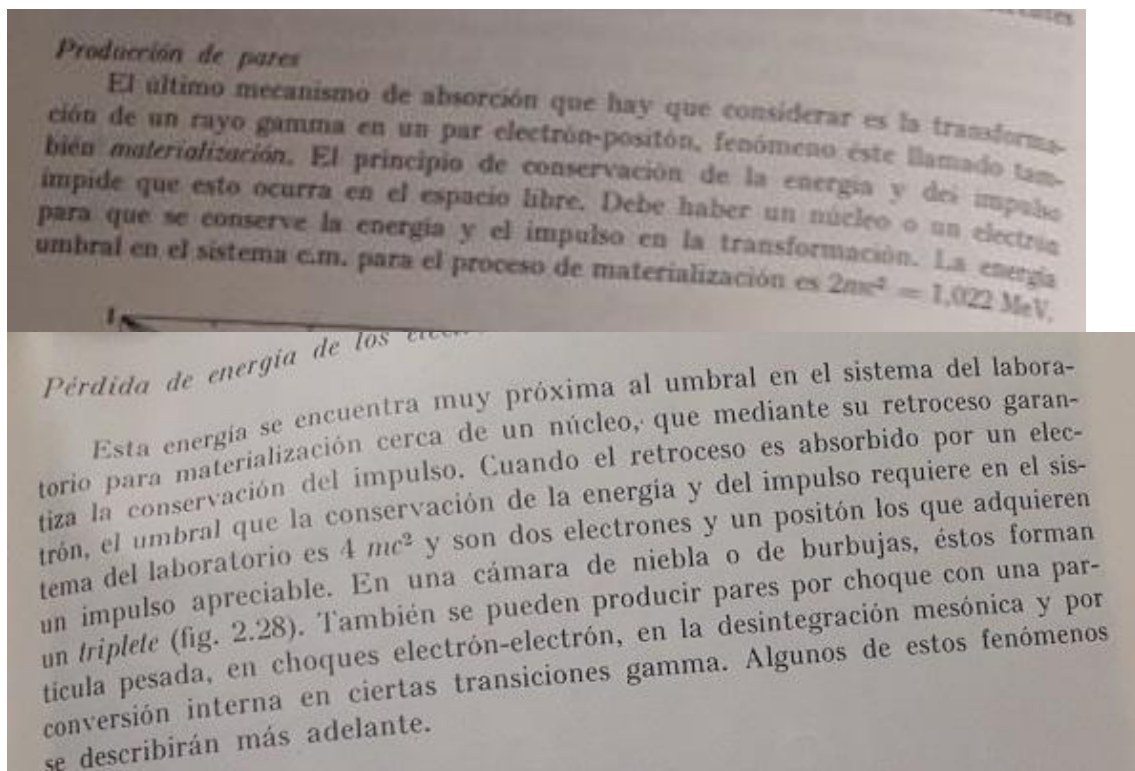 Producción de pares
El último mecanismo de absorción que hay que considerar es la transforma-
ción de un rayo gamma en un par electrón-positón, fenómeno éste llamado tam-
bién materialización. El principio de conservación de la energía y del impulso
impide que esto ocurra en el espacio libre. Debe haber un núcleo o un electrón
para que se conserve la energía y el impulso en la transformación. La energía
umbral en el sistema c.m. para el proceso de materialización es 2mc² = 1,022 MeV.
Pérdida de energía de los
Esta energía se encuentra muy próxima al umbral en el sistema del labora-
torio para materialización cerca de un núcleo, que mediante su retroceso garan-
tiza la conservación del impulso. Cuando el retroceso es absorbido por un elec-
trón, el umbral que la conservación de la energía y del impulso requiere en el sis-
tema del laboratorio es 4 mc² y son dos electrones y un positón los que adquieren
un impulso apreciable. En una cámara de niebla o de burbujas, éstos forman
un triplete (fig. 2.28). También se pueden producir pares por choque con una par-
tícula pesada, en choques electrón-electrón, en la desintegración mesónica y por
conversión interna en ciertas transiciones gamma. Algunos de estos fenómenos
se describirán más adelante.